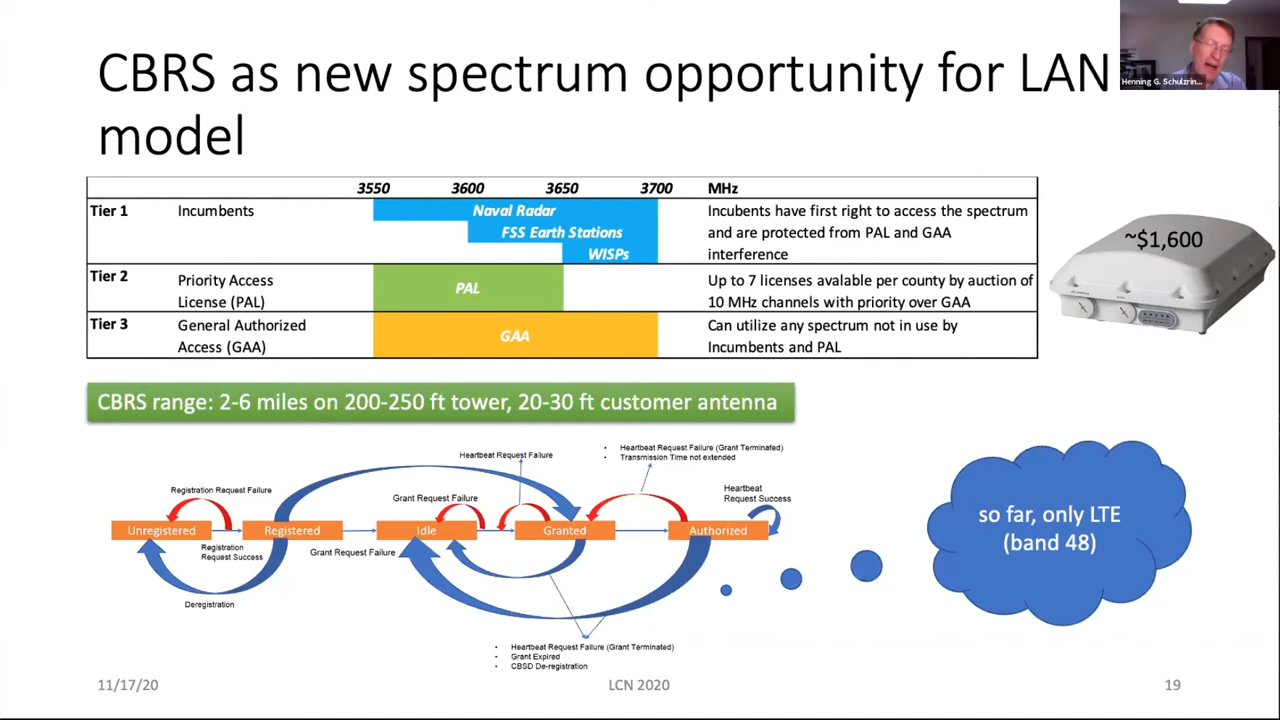 CBRS as new spectrum opportunity for LAN
model
Henning G. Schulzrin...
3550 3600 3650 3700 MHz
Tier 1 Incumbents Naval Radar Incubents have first right to access the spectrum
FSS Earth Stations and are protected from PAL and GAA
WISPs interference
Tier 2 Priority Access PAL Up to 7 licenses avalable per county by auction of
License (PAL) 10 MHz channels with priority over GAA
Tier 3 General Authorized GAA Can utilize any spectrum not in use by
Access (GAA) Incumbents and PAL
~$1,600
CBRS range: 2-6 miles on 200-250 ft tower, 20-30 ft customer antenna
Heartbeat Request Failure
• Heartbeat Request Failure (Grant Terminated)
• Transmission Time not extended
Registration Request Failure
Grant Request Failure
Heartbeat
Request Success
Unregistered Registered Idle Granted Authorized
Registration
Request Success
Grant Request Failure
Deregistration
• Heartbeat Request Failure (Grant Terminated)
• Grant Expired
• CBSD De-registration
so far, only LTE
(band 48)
11/17/20 LCN 2020 19